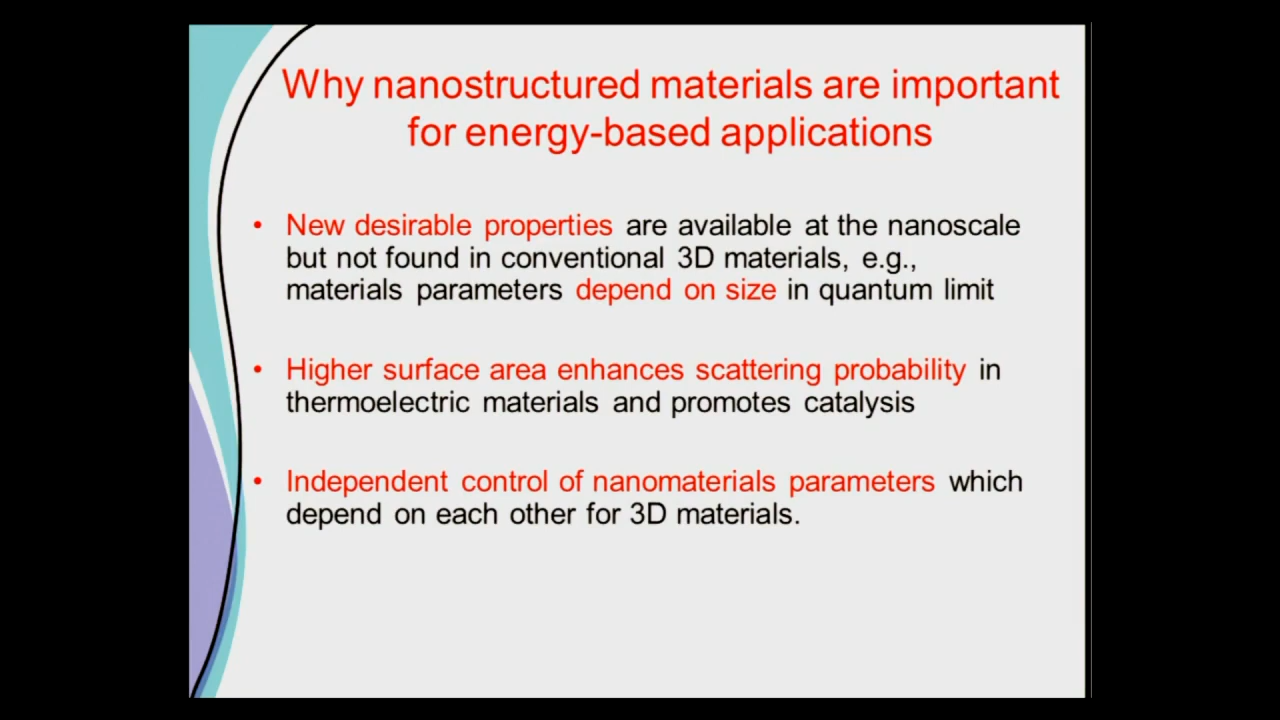 Why nanostructured materials are important
for energy-based applications
• New desirable properties are available at the nanoscale
but not found in conventional 3D materials, e.g.,
materials parameters depend on size in quantum limit
• Higher surface area enhances scattering probability in
thermoelectric materials and promotes catalysis
• Independent control of nanomaterials parameters which
depend on each other for 3D materials.